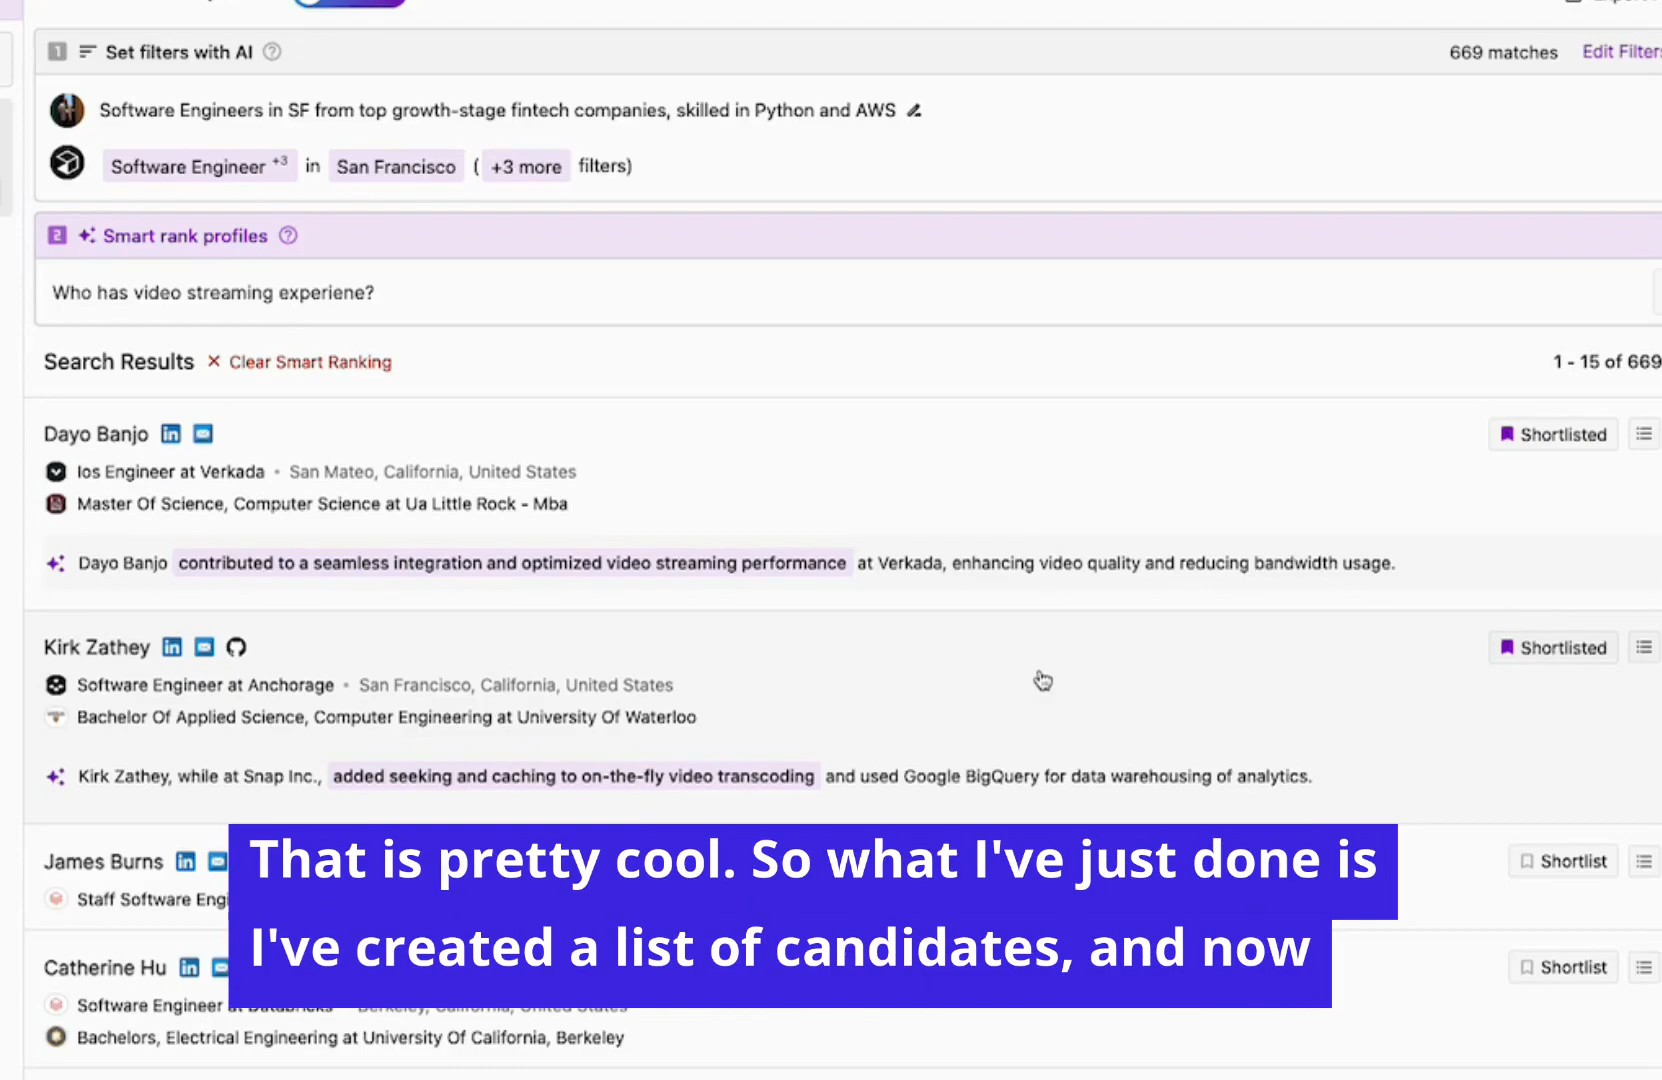 1 Set filters with AI ? 669 matches Edit
Software Engineers in SF from top growth-stage fintech companies, skilled in Python and AWS
Software Engineer +3 in San Francisco ( +3 more filters)
2 Smart rank profiles ?
Who has video streaming experiene?
Search Results × Clear Smart Ranking 1 - 15 of 669
Dayo Banjo in Shortlisted
Ios Engineer at Verkada • San Mateo, California, United States
Master Of Science, Computer Science at Ua Little Rock - Mba
Dayo Banjo contributed to a seamless integration and optimized video streaming performance at Verkada, enhancing video quality and reducing bandwidth usage.
Kirk Zathey in Shortlisted
Software Engineer at Anchorage • San Francisco, California, United States
Bachelor Of Applied Science, Computer Engineering at University Of Waterloo
Kirk Zathey, while at Snap Inc., added seeking and caching to on-the-fly video transcoding and used Google BigQuery for data warehousing of analytics.
James Burns in Shortlist
Staff Software
That is pretty cool. So what I've just done is
I've created a list of candidates, and now
Catherine Hu in Shortlist
Software Engineer
Bachelors, Electrical Engineering at University Of California, Berkeley